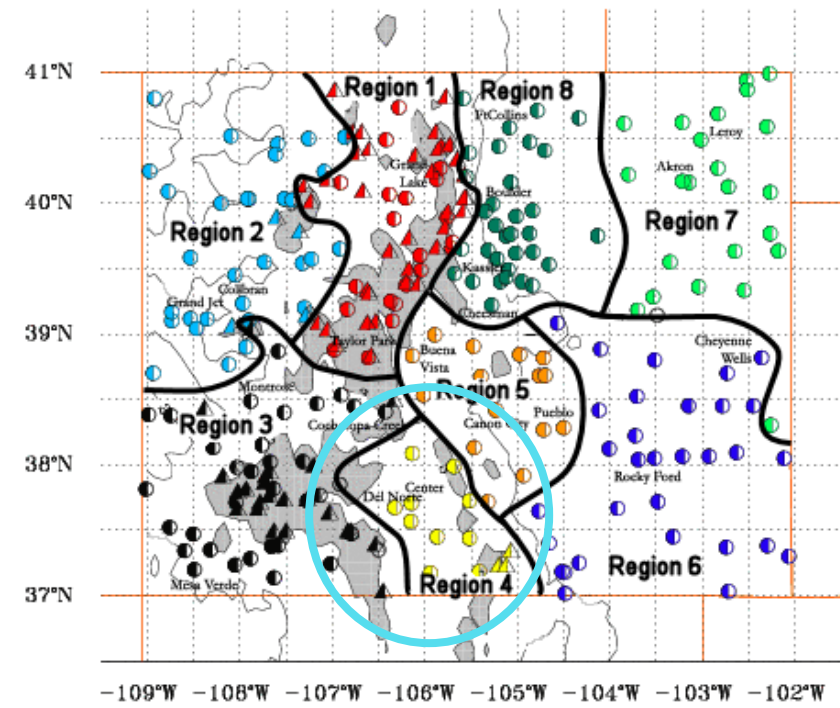 41°N
Region 1
Region 8
FtCollins
Leroy
Grand
Lake
Akron
40°N
Boulder
Region 2
Region 7
Kassler
Collbran
Grand Jct
Cheesman
39°N
Taylor Park
Buena
Vista
Cheyenne
Wells
Montrose
Region 5
Region 3
Cochetopa Creek
Canon City
Pueblo
38°N
Rocky Ford
Del Norte
Center
Mesa Verde
Region 4
Region 6
37°N
-109°W
-108°W
-107°W
-106°W
-105°W
-104°W
-103°W
-102°W